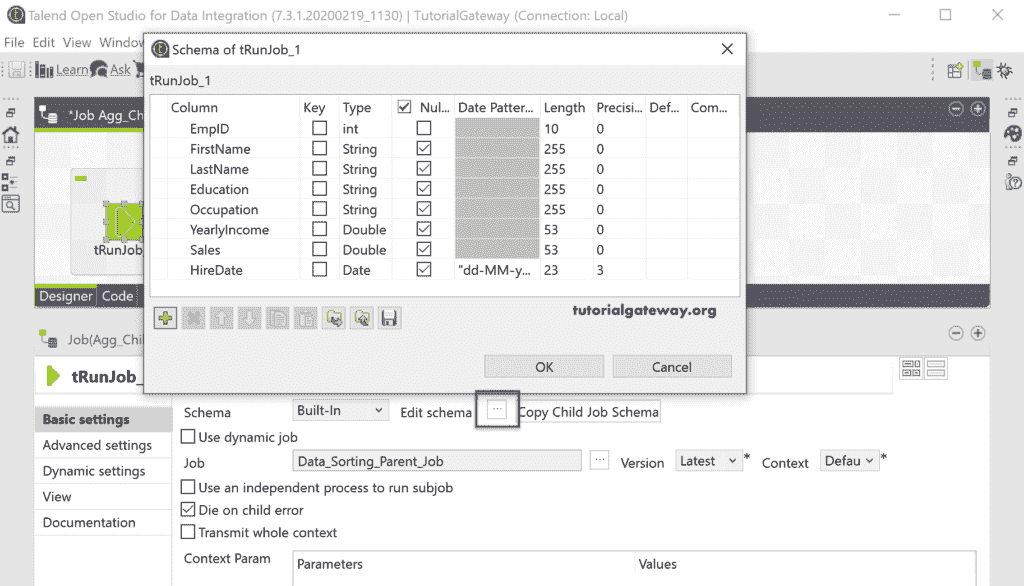 Talend Open Studio for Data Integration (7.3.1.20200219_1130) | TutorialGateway (Connection: Local)
File Edit View Window
Learn Ask
*Job Agg_Ch
tRunJob
Designer Code
Schema of tRunJob_1
tRunJob_1
Column Key Type Nul... Date Patter... Length Precisi... Def... Com...
EmpID int 10 0
FirstName String 255 0
LastName String 255 0
Education String 255 0
Occupation String 255 0
YearlyIncome Double 53 0
Sales Double 53 0
HireDate Date "dd-MM-y... 23 3
tutorialgateway.org
OK Cancel
Job(Agg_Chi
tRunJob_
Basic settings
Advanced settings
Dynamic settings
View
Documentation
Schema Built-In Edit schema ... Copy Child Job Schema
Use dynamic job
Job Data_Sorting_Parent_Job ... Version Latest * Context Defau *
Use an independent process to run subjob
Die on child error
Transmit whole context
Context Param Parameters Values